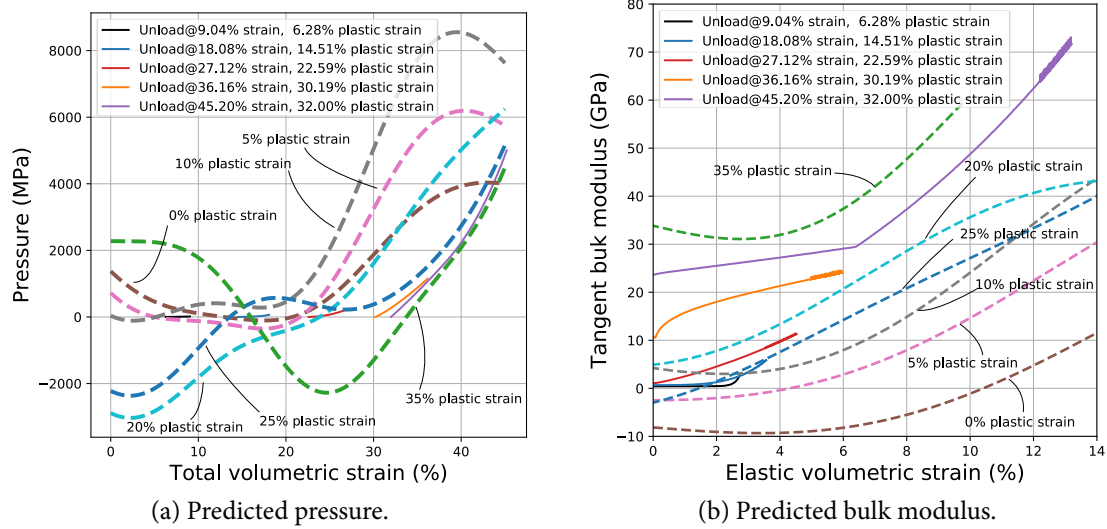 Unload@9.04% strain,  6.28% plastic strain
Unload@18.08% strain, 14.51% plastic strain
Unload@27.12% strain, 22.59% plastic strain
Unload@36.16% strain, 30.19% plastic strain
Unload@45.20% strain, 32.00% plastic strain
8000
6000
4000
2000
0
−2000
Pressure (MPa)
5% plastic strain
10% plastic strain
0% plastic strain
35% plastic strain
25% plastic strain
20% plastic strain
0
10
20
30
40
Total volumetric strain (%)
(a) Predicted pressure.
Unload@9.04% strain,  6.28% plastic strain
Unload@18.08% strain, 14.51% plastic strain
Unload@27.12% strain, 22.59% plastic strain
Unload@36.16% strain, 30.19% plastic strain
Unload@45.20% strain, 32.00% plastic strain
80
70
60
50
40
30
20
10
0
−10
Tangent bulk modulus (GPa)
35% plastic strain
20% plastic strain
25% plastic strain
10% plastic strain
5% plastic strain
0% plastic strain
0
2
4
6
8
10
12
14
Elastic volumetric strain (%)
(b) Predicted bulk modulus.